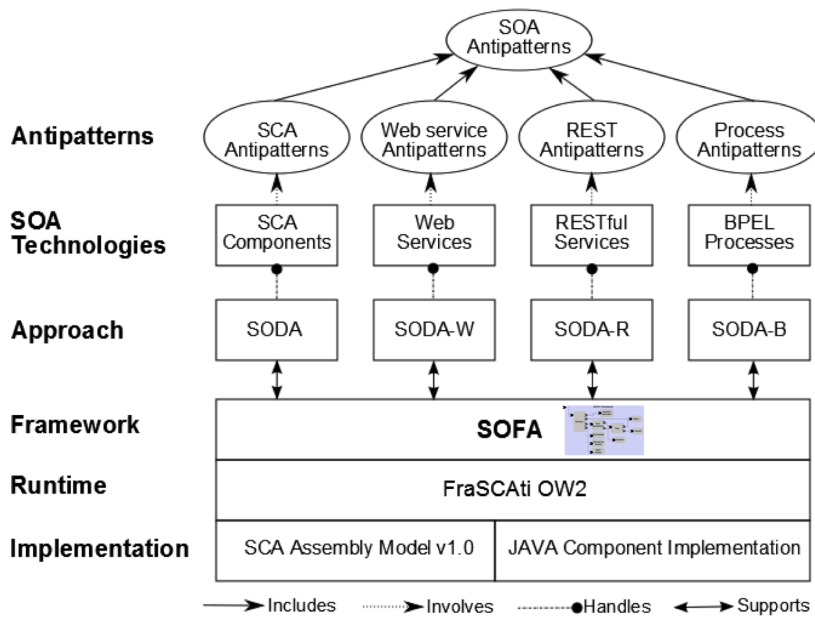 SOA
Antipatterns
Antipatterns
SCA
Antipatterns
Web service
Antipatterns
REST
Antipatterns
Process
Antipatterns
SOA
Technologies
SCA
Components
Web
Services
RESTful
Services
BPEL
Processes
Approach
SODA
SODA-W
SODA-R
SODA-B
Framework
SOFA
Runtime
FraSCAti OW2
Implementation
SCA Assembly Model v1.0
JAVA Component Implementation
Includes
Involves
Handles
Supports